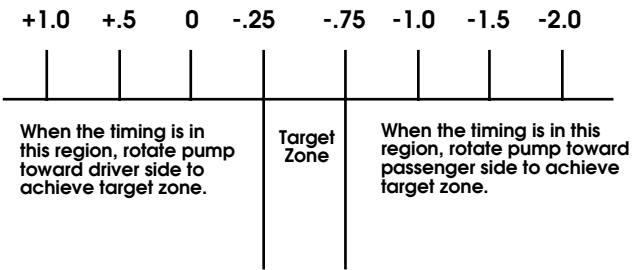 +1.0 +.5 0 -.25 -.75 -1.0 -1.5 -2.0
When the timing is in
this region, rotate pump
toward driver side to
achieve target zone.
Target
Zone
When the timing is in this
region, rotate pump toward
passenger side to achieve
target zone.